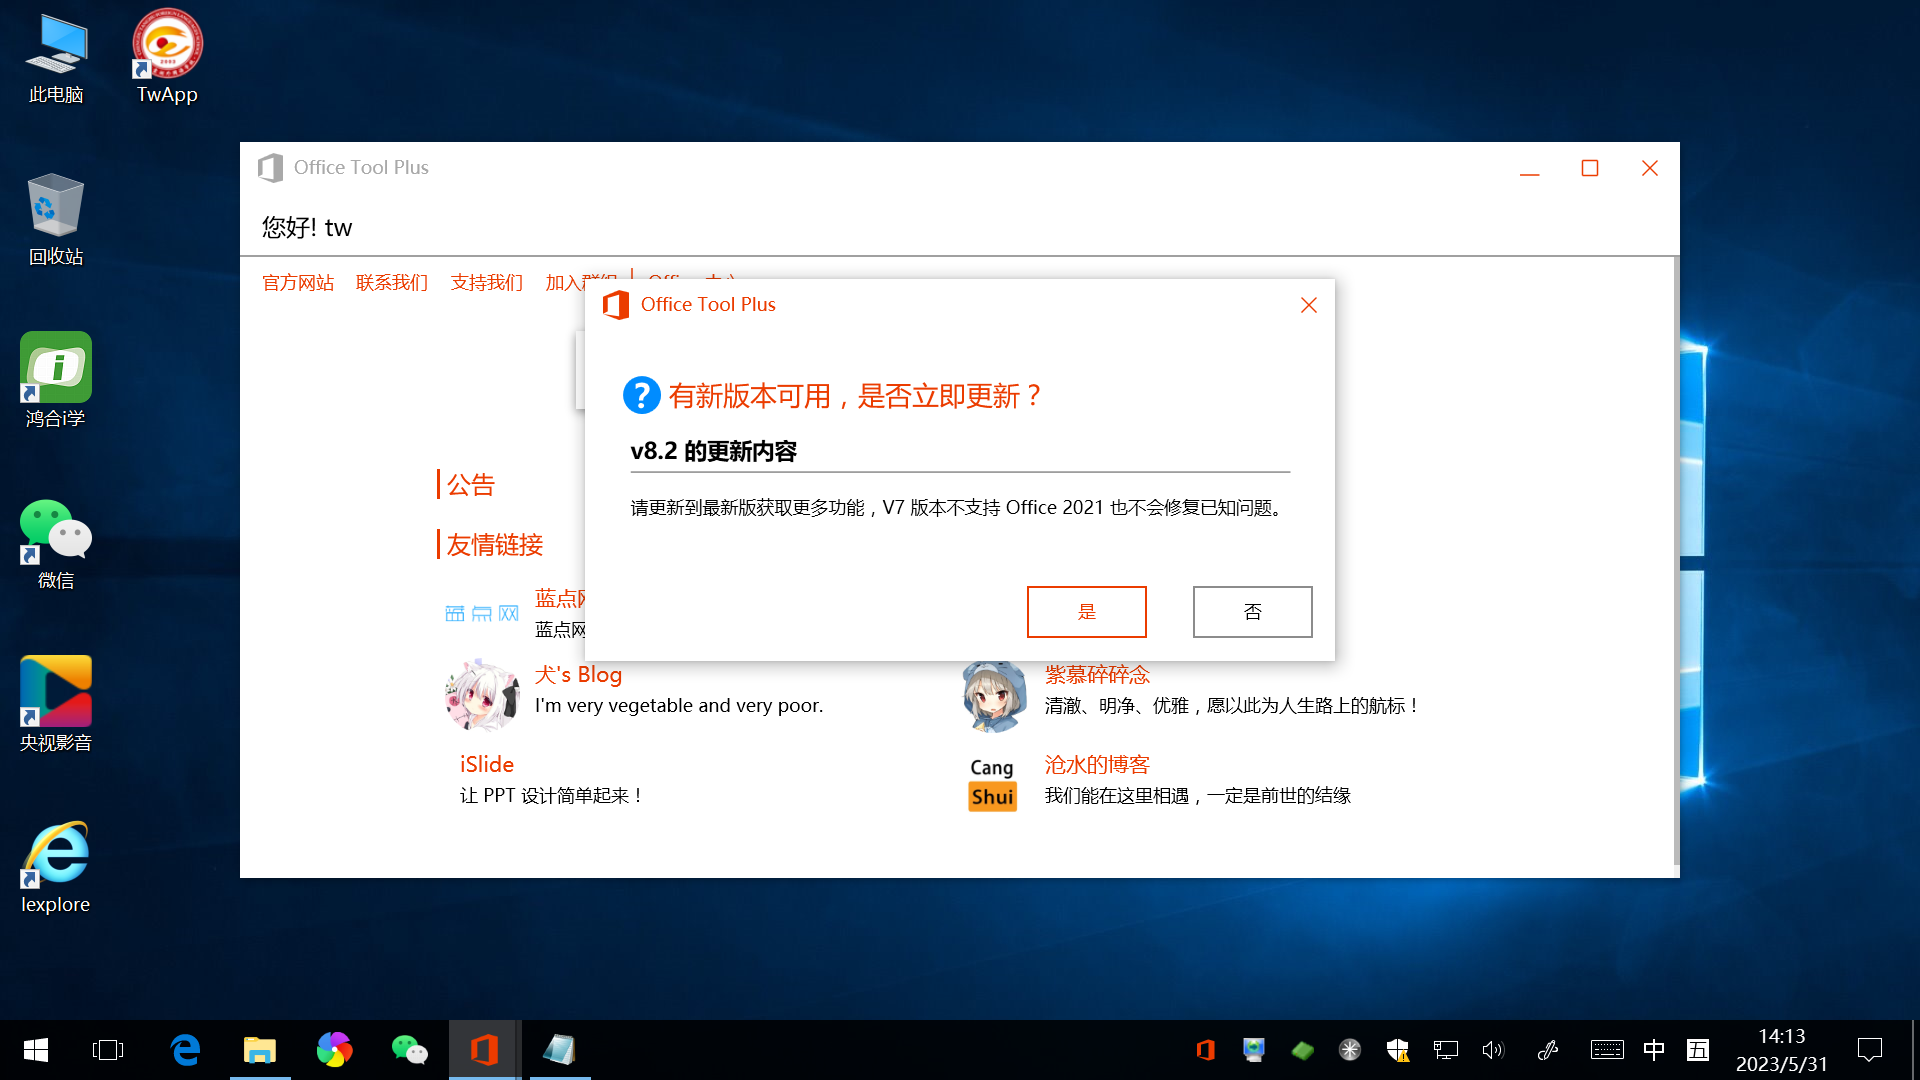 此电脑
TwApp
回收站
鸿合i学
微信
央视影音
Iexplore
Office Tool Plus
您好! tw
官方网站 联系我们 支持我们 加入群组 Office 中心
Office Tool Plus
有新版本可用，是否立即更新？
v8.2 的更新内容
请更新到最新版获取更多功能，V7 版本不支持 Office 2021 也不会修复已知问题。
是 否
公告
友情链接
蓝点网
蓝点网
蓝点网
犬's Blog
I'm very vegetable and very poor.
紫慕碎碎念
清澈、明净、优雅，愿以此为人生路上的航标！
iSlide
让 PPT 设计简单起来！
Cang
Shui
沧水的博客
我们能在这里相遇，一定是前世的结缘
中 五
14:13
2023/5/31